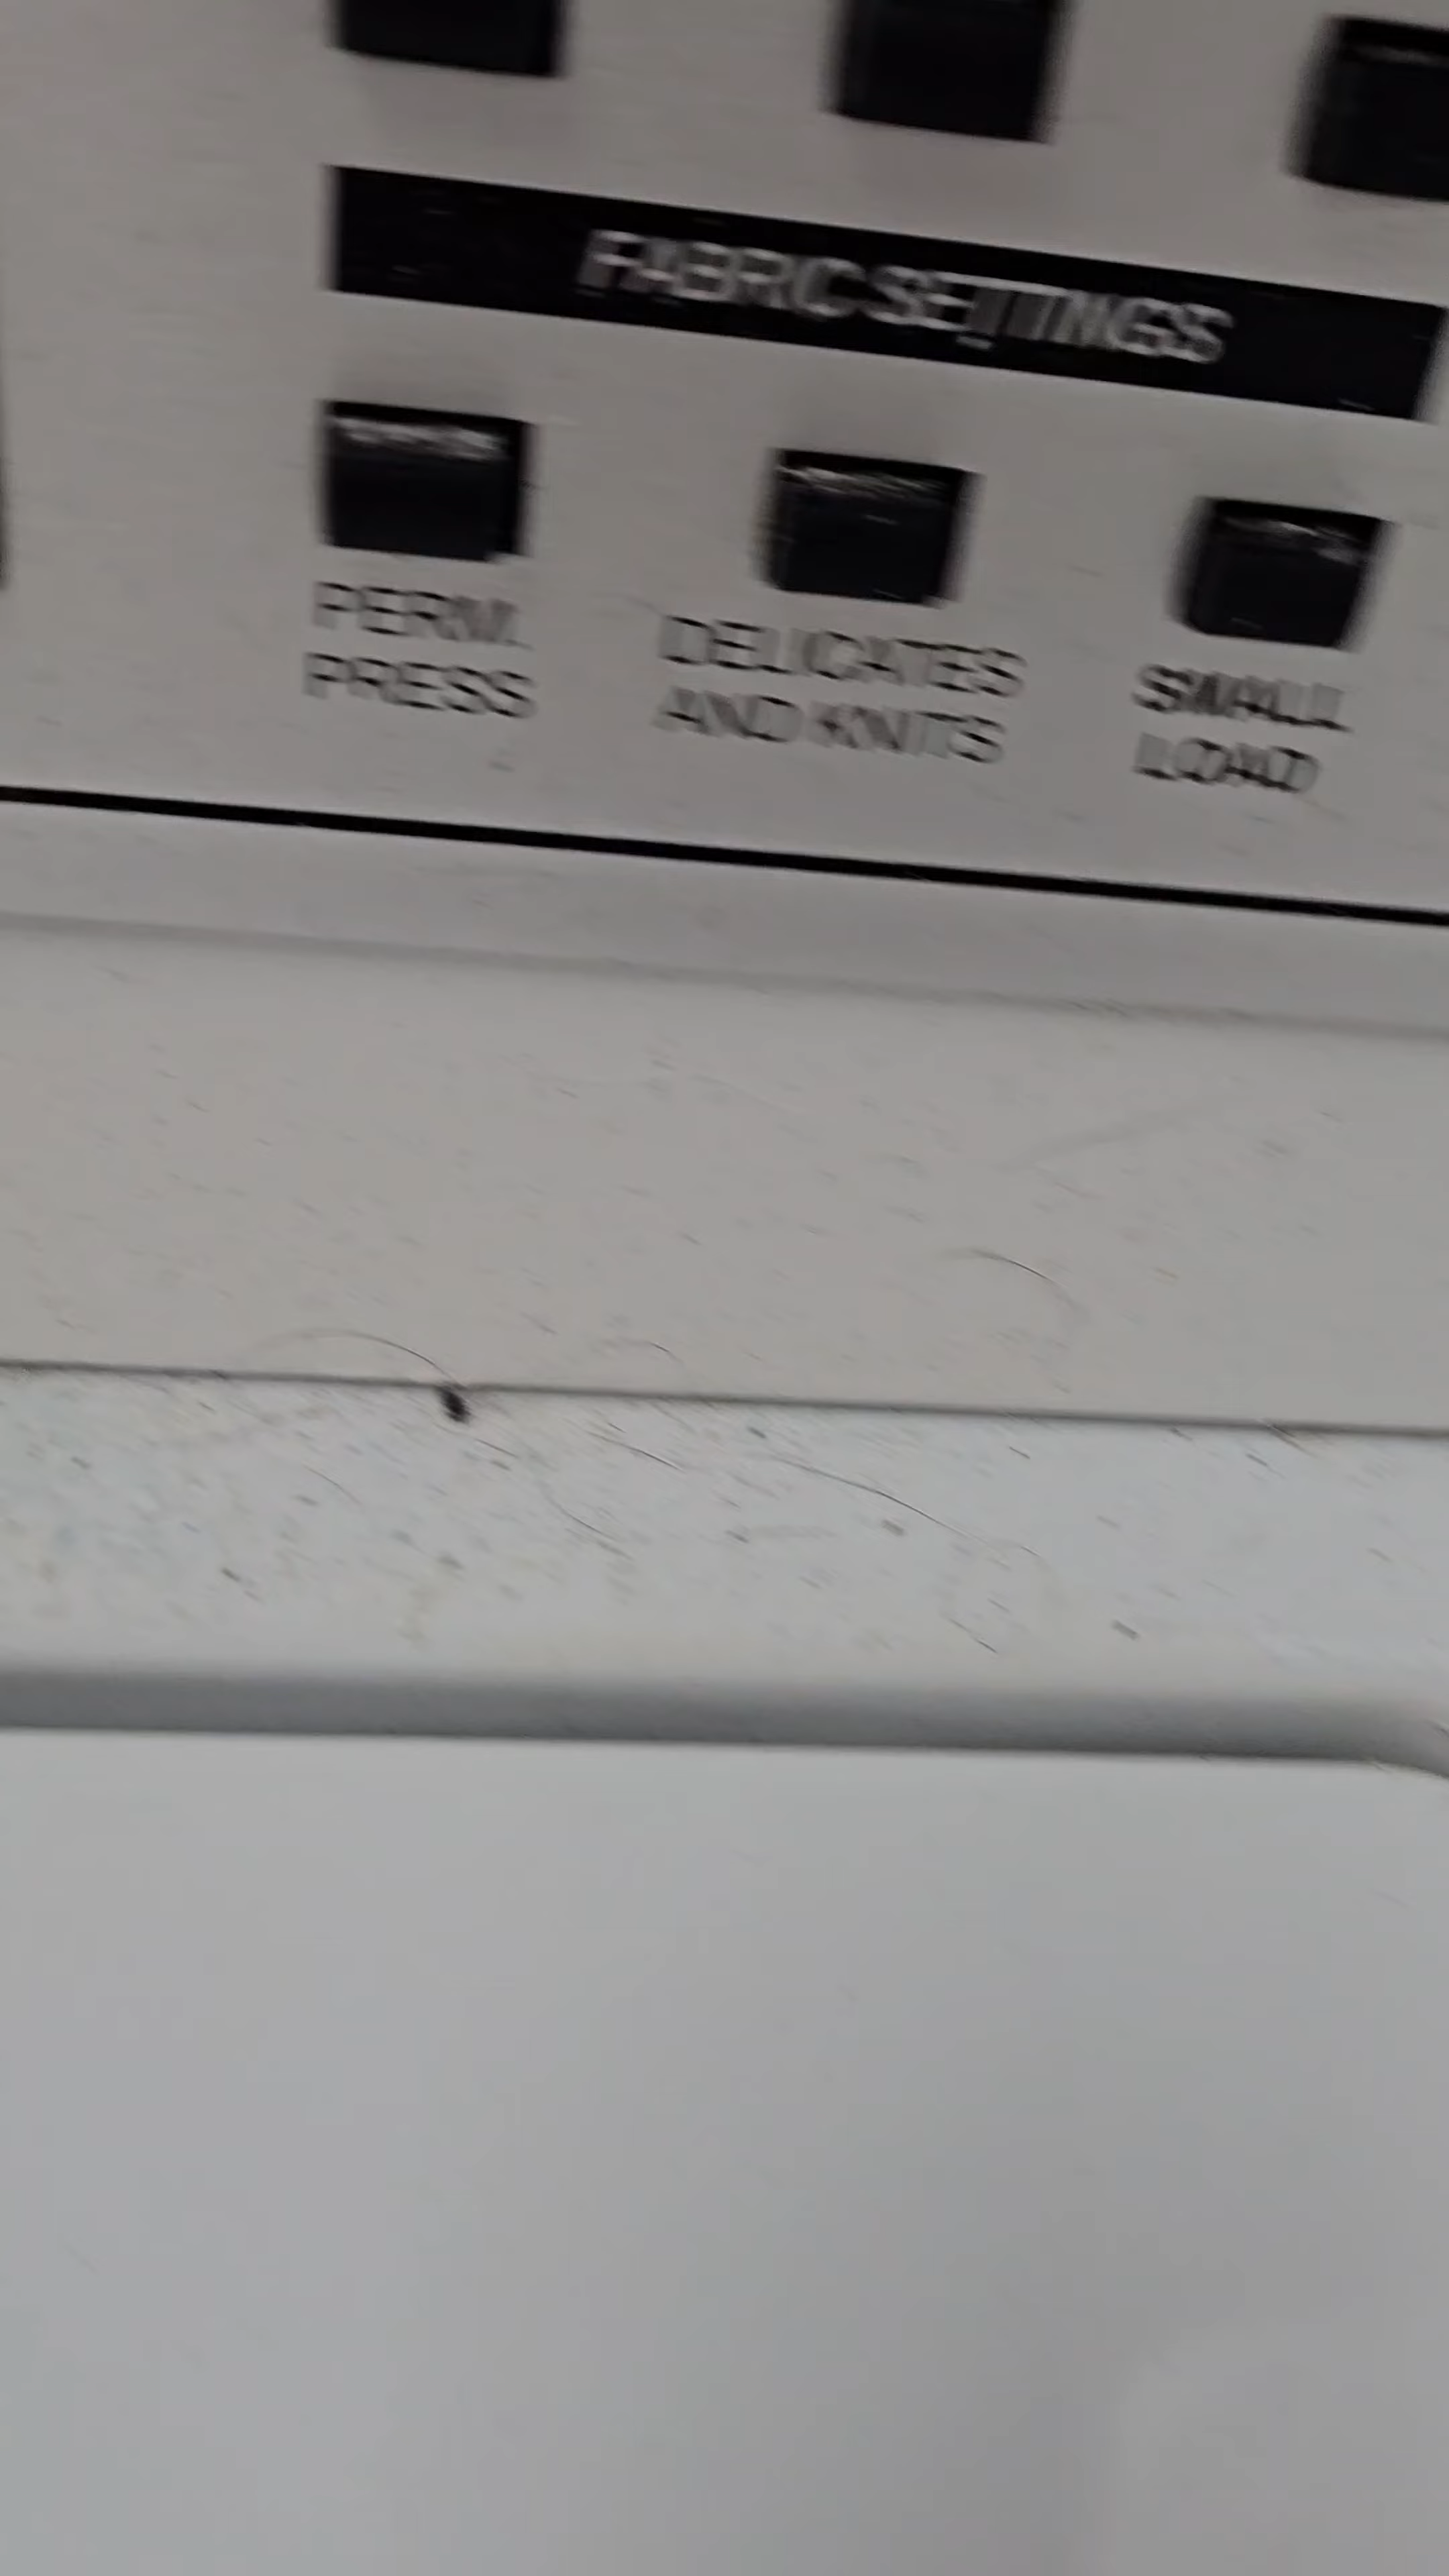 FABRIC SETTINGS
PERM.
PRESS
DELICATES
AND KNITS
SMALL
LOAD